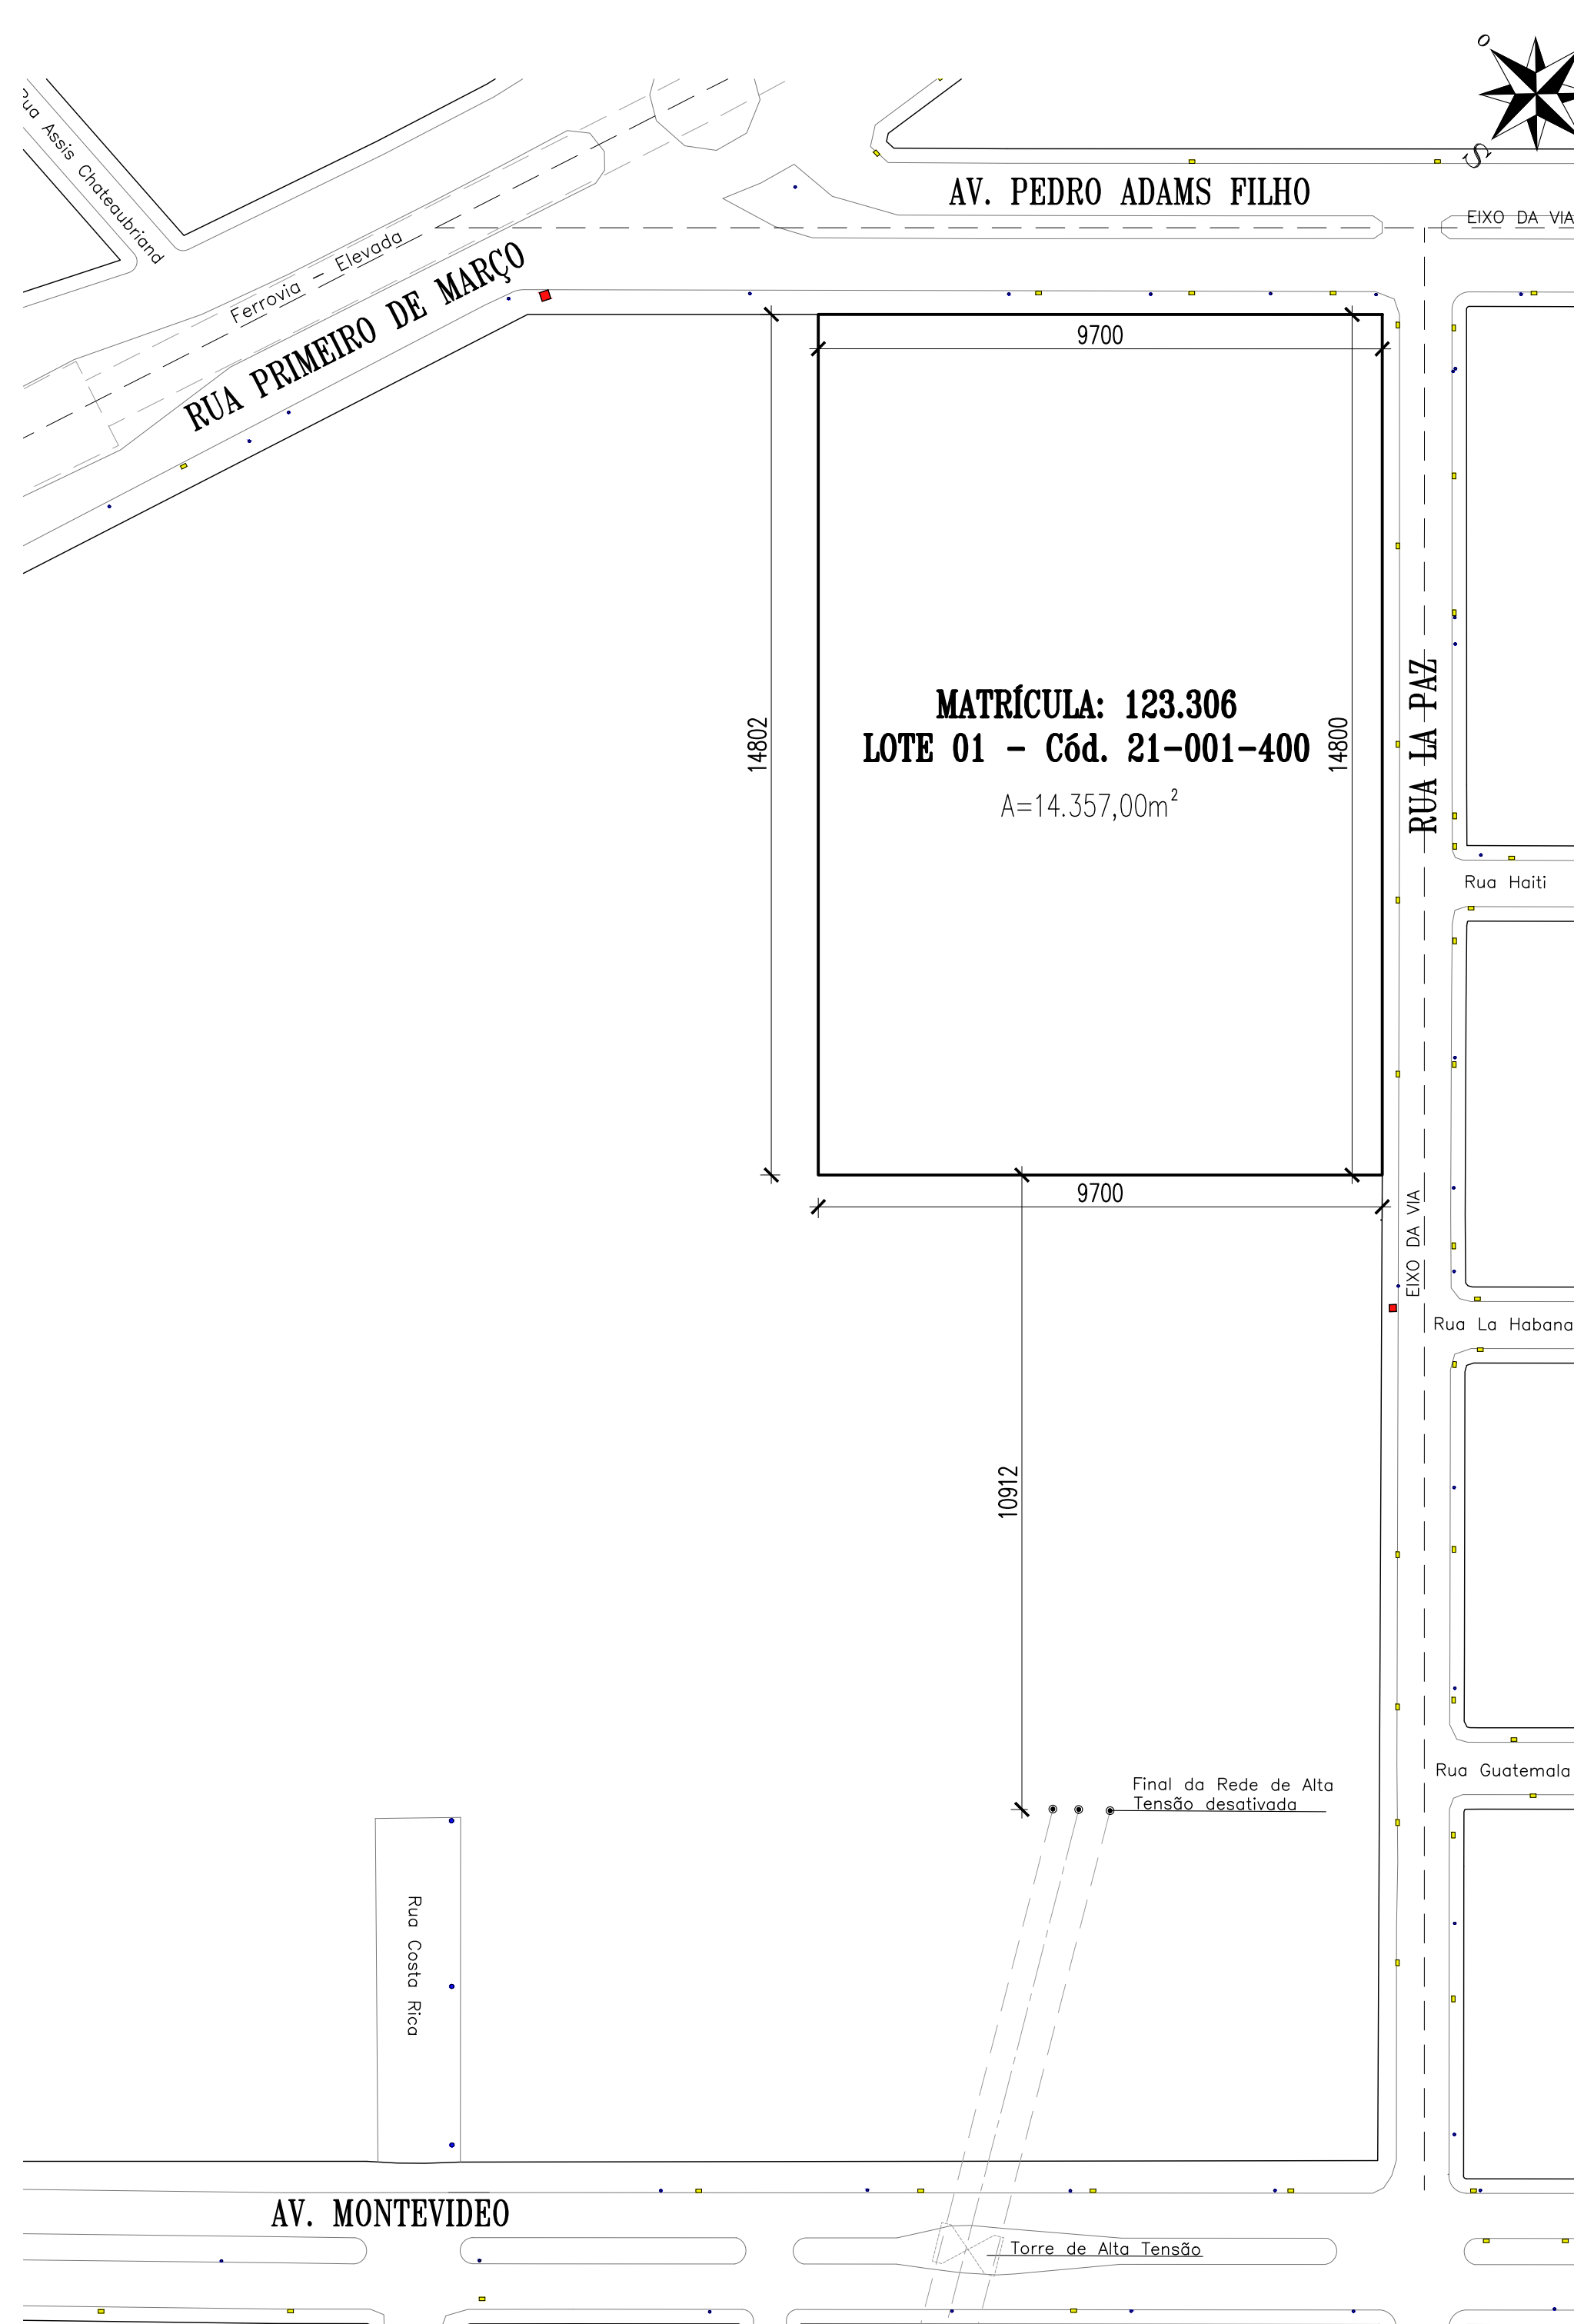 O
S
Rua Assis Chateaubriand
AV. PEDRO ADAMS FILHO
EIXO DA VIA
Ferrovia - Elevada
RUA PRIMEIRO DE MARÇO
9700
14802
14800
MATRÍCULA: 123.306
LOTE 01 - Cód. 21-001-400
A=14.357,00m²
RUA LA PAZ
Rua Haiti
9700
EIXO DA VIA
Rua La Habana
10912
Rua Guatemala
Final da Rede de Alta
Tensão desativada
Rua Costa Rica
AV. MONTEVIDEO
Torre de Alta Tensão